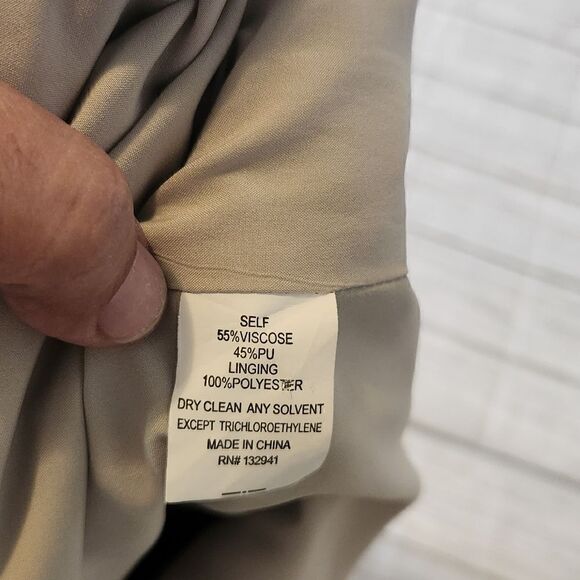 SELF
55%VISCOSE
45%PU
LINGING
100%POLYESTER
DRY CLEAN ANY SOLVENT
EXCEPT TRICHLOROETHYLENE
MADE IN CHINA
RN# 132941